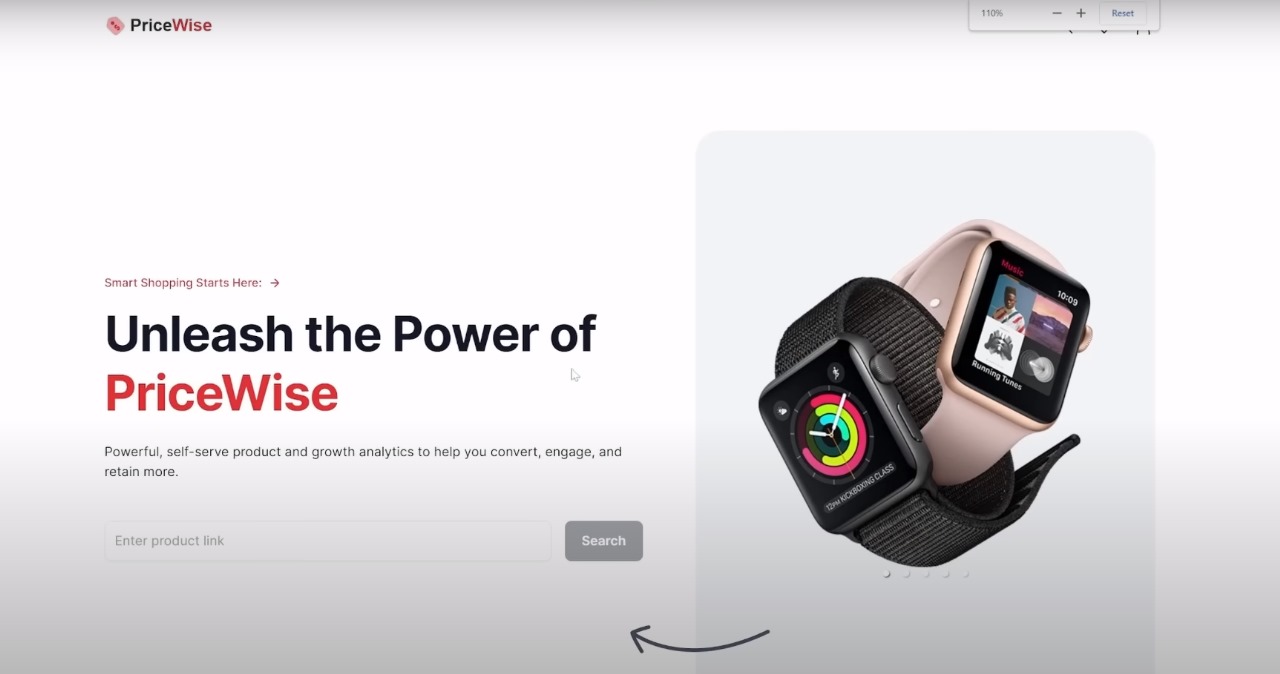 PriceWise
110%
Reset
Smart Shopping Starts Here:
Unleash the Power of
PriceWise
Powerful, self-serve product and growth analytics to help you convert, engage, and
retain more.
Enter product link
Search
Music
10:09
Running Tunes
12PM KICKBOXING CLASS